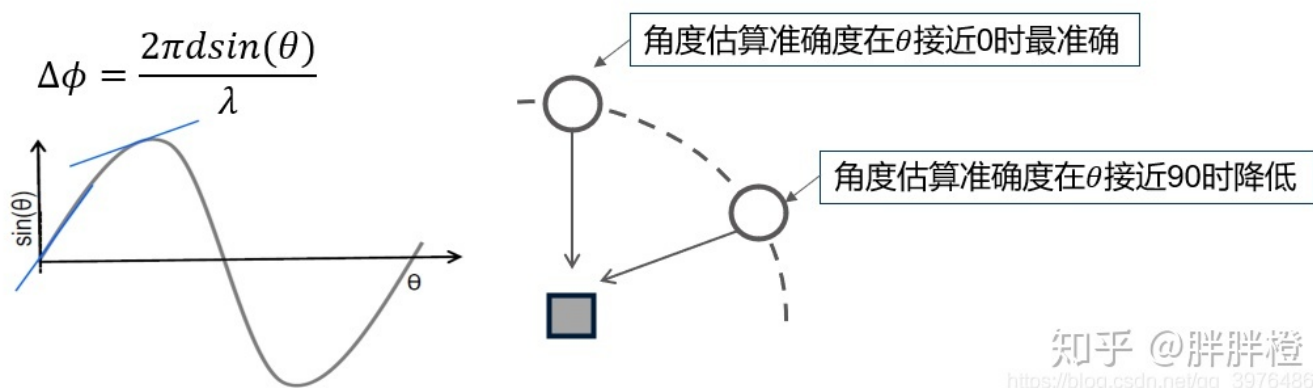 Δϕ = 2πdsin(θ) / λ
sin(θ)
θ
角度估算准确度在θ接近0时最准确
角度估算准确度在θ接近90时降低
知乎 @胖胖橙
https://blog.csdn.net/qq_3976486